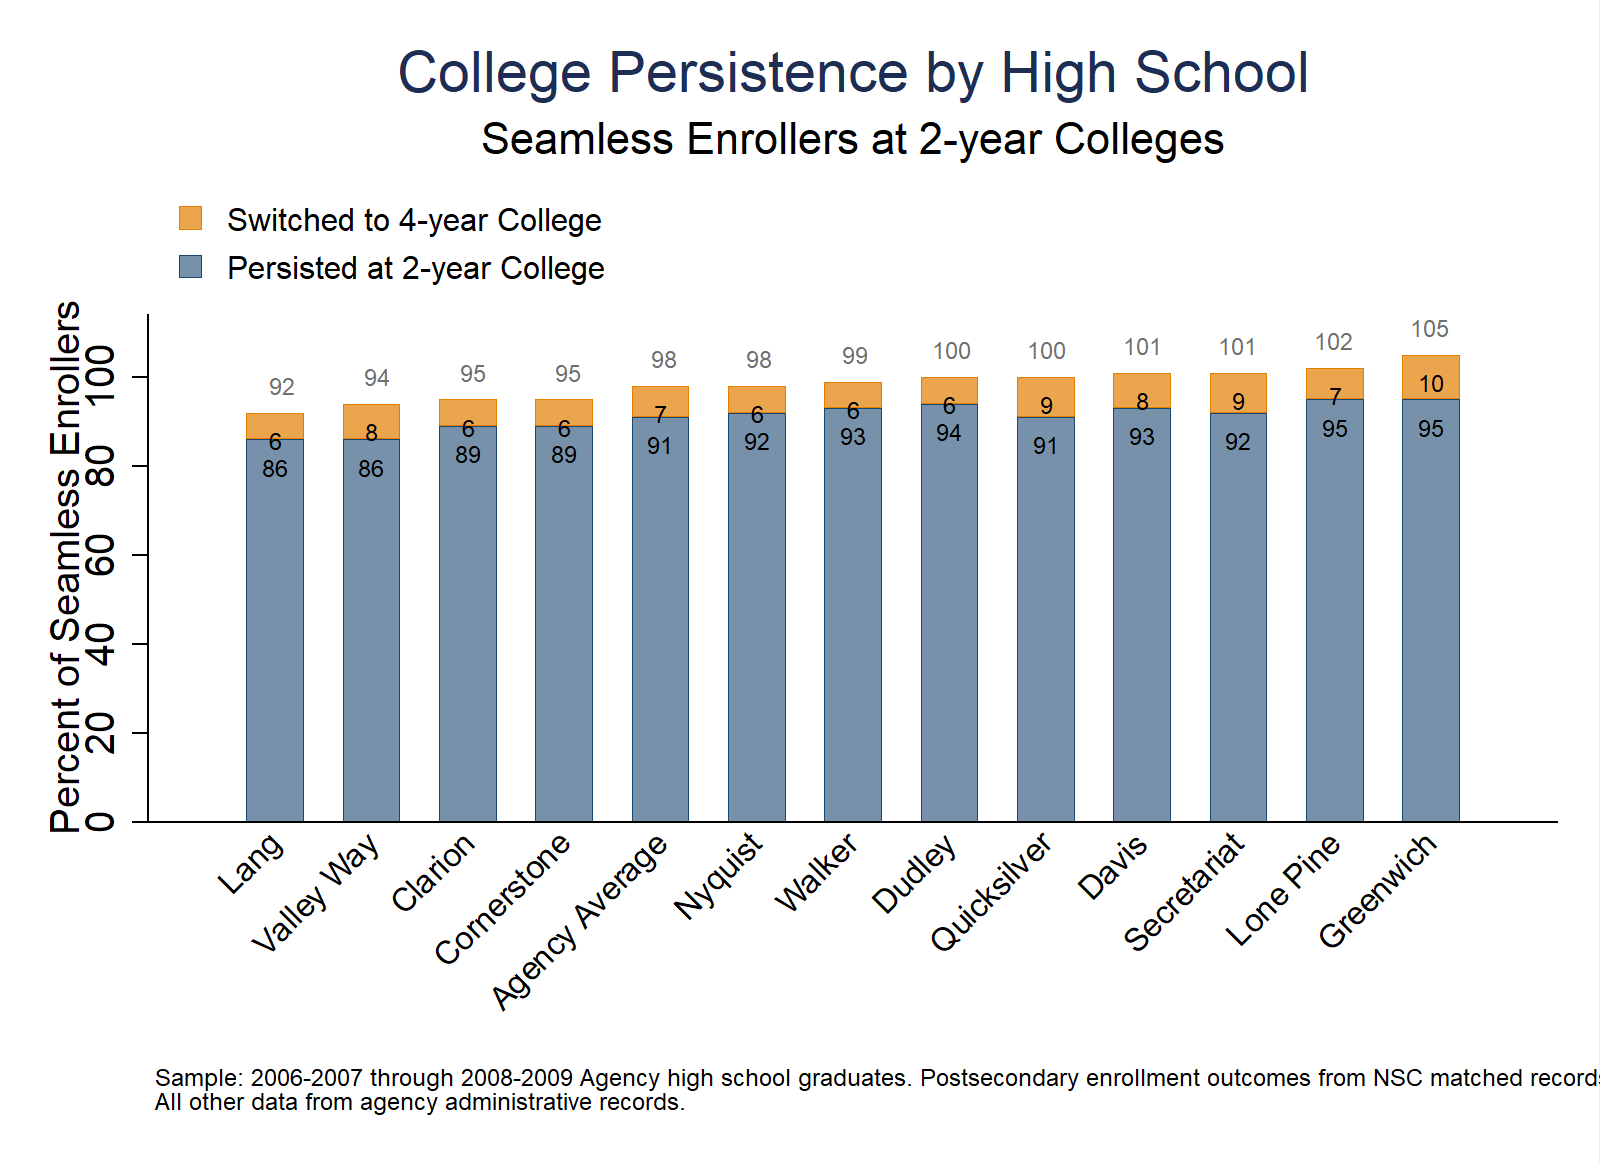 College Persistence by High School
Seamless Enrollers at 2-year Colleges
Switched to 4-year College
Persisted at 2-year College
Percent of Seamless Enrollers
100
80
60
40
20
0
92 94 95 95 98 98 99 100 100 101 101 102 105
6 8 6 6 7 6 6 6 9 8 9 7 10
86 86 89 89 91 92 93 94 91 93 92 95 95
Lang
Valley Way
Clarion
Cornerstone
Agency Average
Nyquist
Walker
Dudley
Quicksilver
Davis
Secretariat
Lone Pine
Greenwich
Sample: 2006-2007 through 2008-2009 Agency high school graduates. Postsecondary enrollment outcomes from NSC matched records
All other data from agency administrative records.